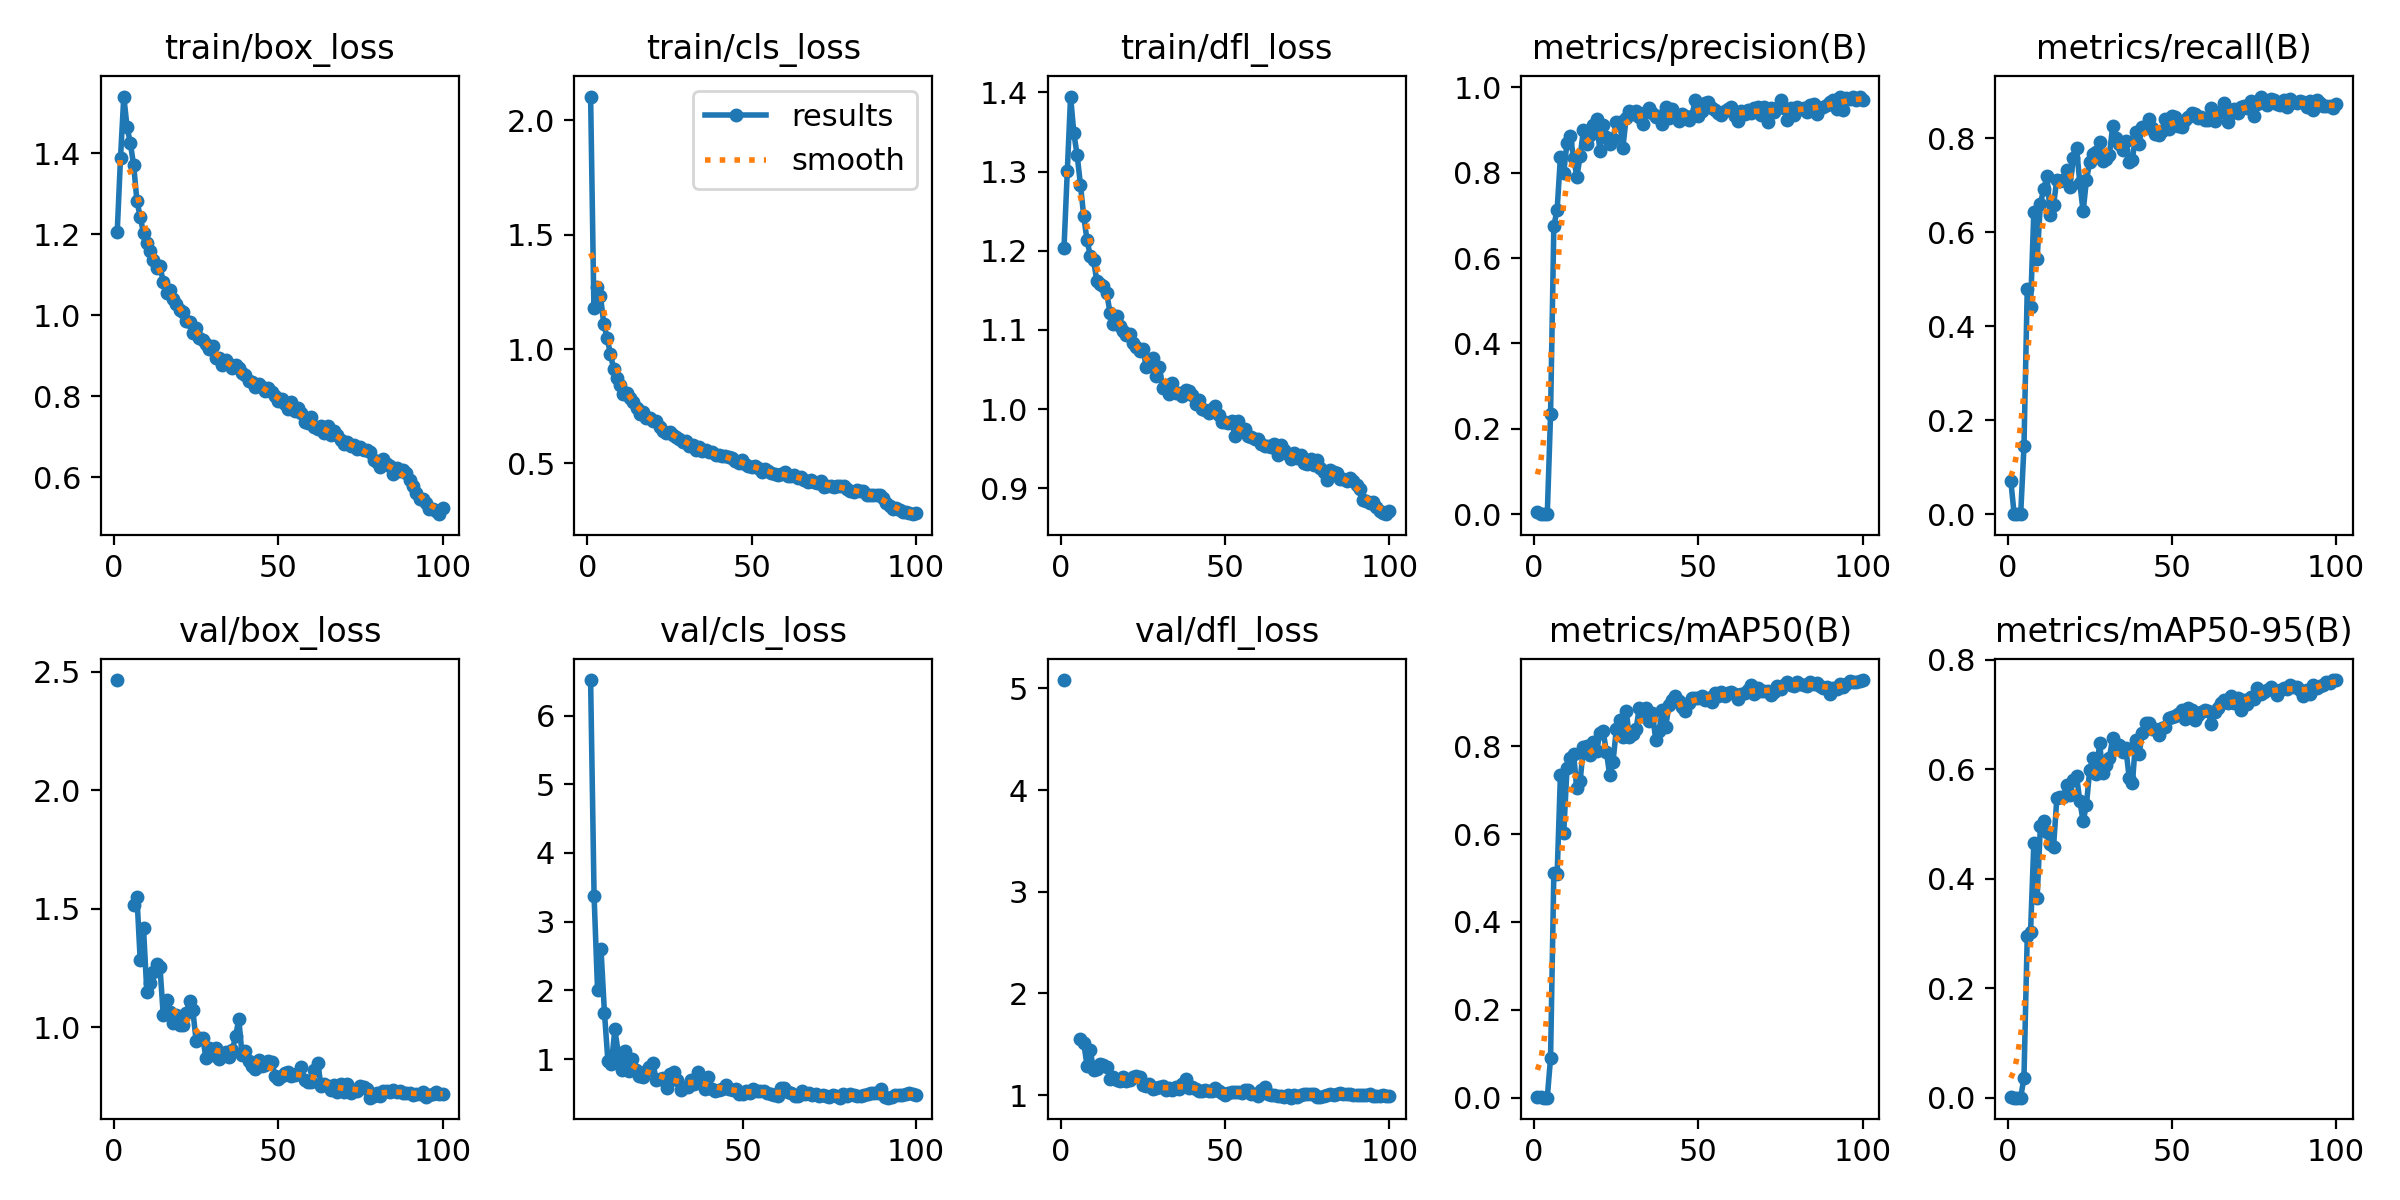 train/box_loss
1.4
1.2
1.0
0.8
0.6
0 50 100
train/cls_loss
results
smooth
2.0
1.5
1.0
0.5
0 50 100
train/dfl_loss
1.4
1.3
1.2
1.1
1.0
0.9
0 50 100
metrics/precision(B)
1.0
0.8
0.6
0.4
0.2
0.0
0 50 100
metrics/recall(B)
0.8
0.6
0.4
0.2
0.0
0 50 100
val/box_loss
2.5
2.0
1.5
1.0
0 50 100
val/cls_loss
6
5
4
3
2
1
50 100
val/dfl_loss
5
4
3
2
1
0 50 100
metrics/mAP50(B)
0.8
0.6
0.4
0.2
0.0
0 50 100
metrics/mAP50-95(B)
0.8
0.6
0.4
0.2
0.0
0 50 100